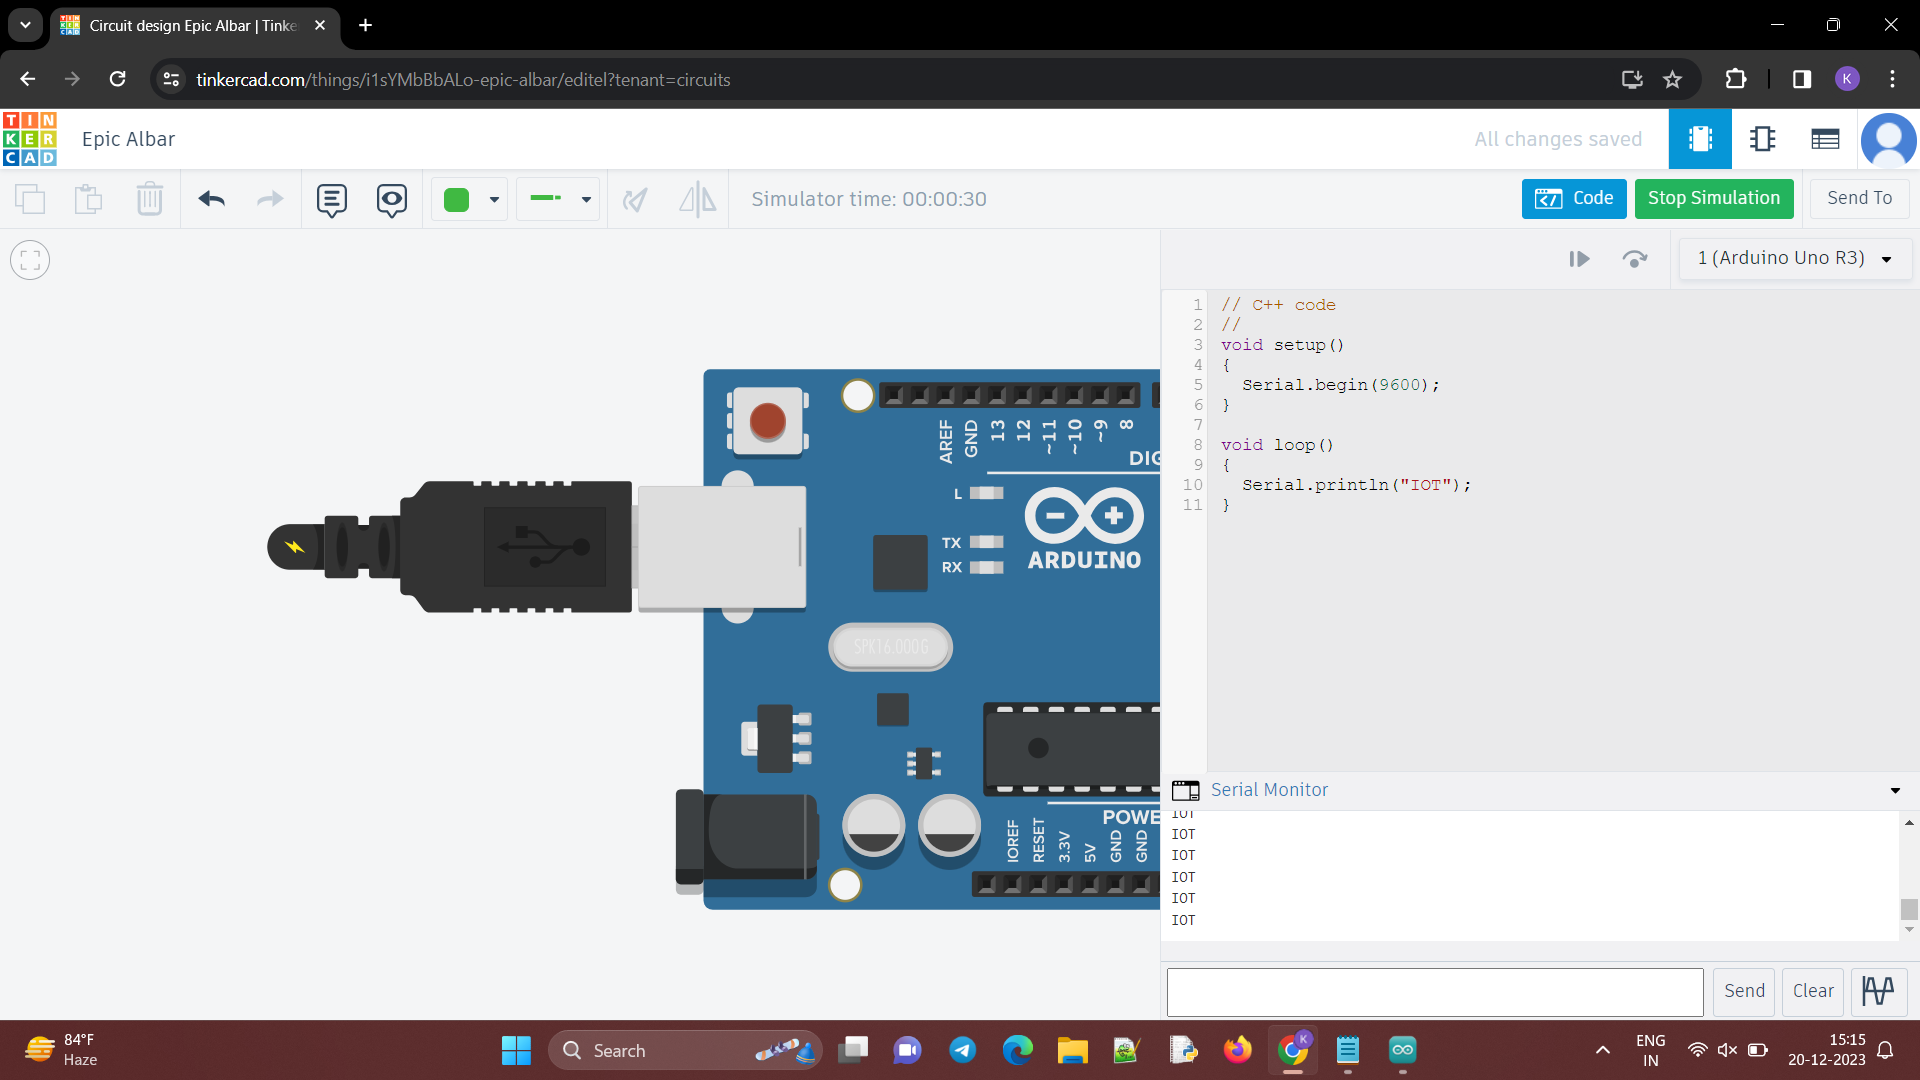 Circuit design Epic Albar | Tinke
tinkercad.com/things/i1sYMbBbALo-epic-albar/editel?tenant=circuits
K
TIN
KER
CAD
Epic Albar
All changes saved
Simulator time: 00:00:30
Code
Stop Simulation
Send To
1 (Arduino Uno R3)
1 // C++ code
2 //
3 void setup()
4 {
5 Serial.begin(9600);
6 }
7
8 void loop()
9 {
10 Serial.println("IOT");
11 }
AREF
GND
13
12
~11
~10
~9
8
DIG
L
TX
RX
ARDUINO
SPK16.000G
POWE
IOREF
RESET
3.3V
5V
GND
GND
Serial Monitor
IOT
IOT
IOT
IOT
IOT
IOT
Send
Clear
84°F
Haze
Search
K
ENG
IN
15:15
20-12-2023